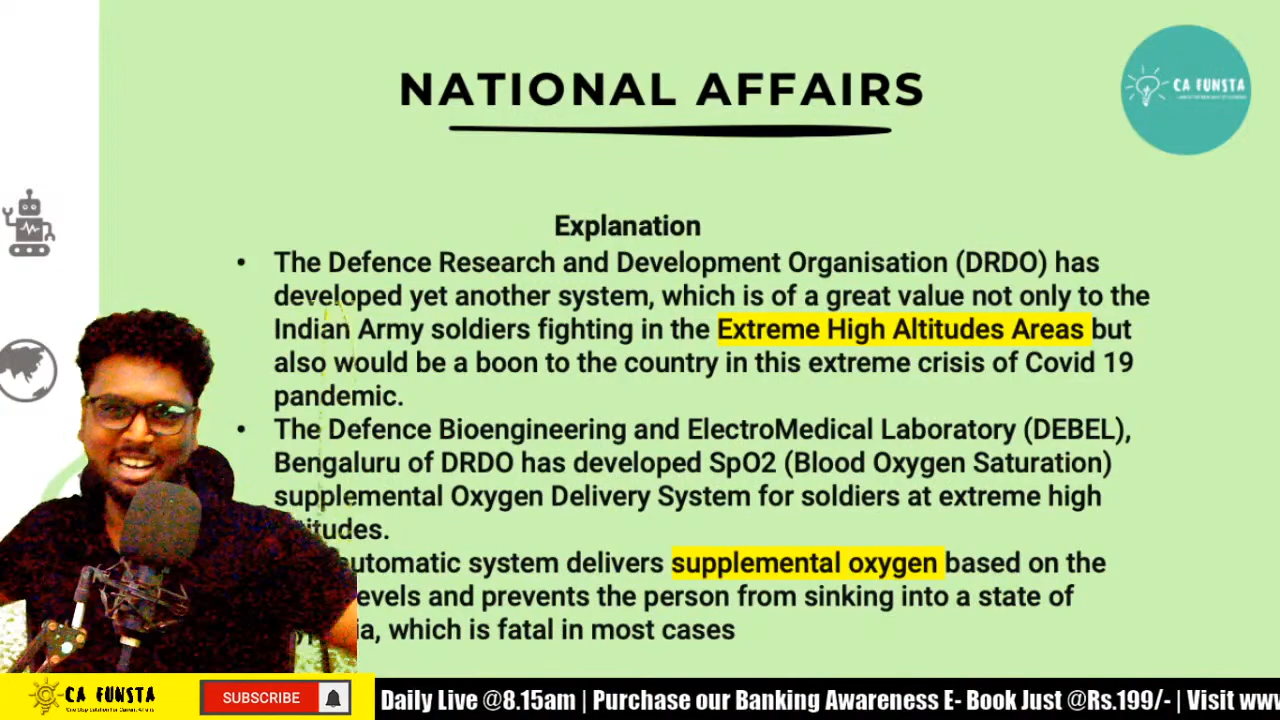 NATIONAL AFFAIRS
CA FUNSTA
Explanation
• The Defence Research and Development Organisation (DRDO) has
developed yet another system, which is of a great value not only to the
Indian Army soldiers fighting in the Extreme High Altitudes Areas but
also would be a boon to the country in this extreme crisis of Covid 19
pandemic.
• The Defence Bioengineering and ElectroMedical Laboratory (DEBEL),
Bengaluru of DRDO has developed SpO2 (Blood Oxygen Saturation)
supplemental Oxygen Delivery System for soldiers at extreme high
system delivers supplemental oxygen based on the
and prevents the person from sinking into a state of
which is fatal in most cases
CA FUNSTA
One Stop Solution for Current Affairs
SUBSCRIBE
Daily Live @8.15am | Purchase our Banking Awareness E- Book Just @Rs.199/- | Visit www